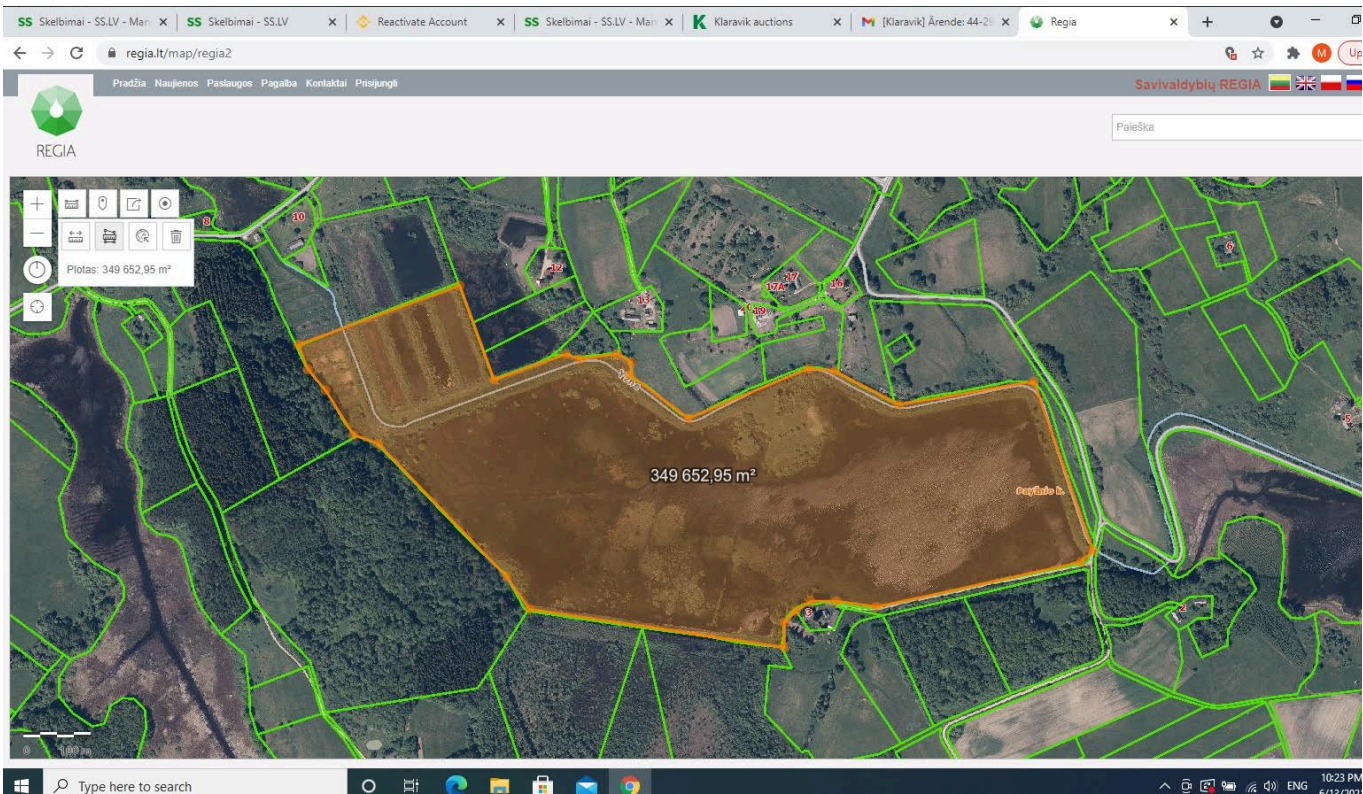 SS Skelbimai - SS.LV - Man
SS Skelbimai - SS.LV
Reactivate Account
SS Skelbimai - SS.LV - Man
K Klaravik auctions
[Klaravik] Ärende: 44-29
Regia
regia.lt/map/regia2
M
Up
Pradžia Naujienos Paslaugos Pagalba Kontaktai Prisijungti
Savivaldybių REGIA
Paieška
REGIA
8
10
Plotas: 349 652,95 m²
12
13
17
17A
16
19
6
5
349 652,95 m²
3
2
0 100 m
Type here to search
ENG
10:23 PM